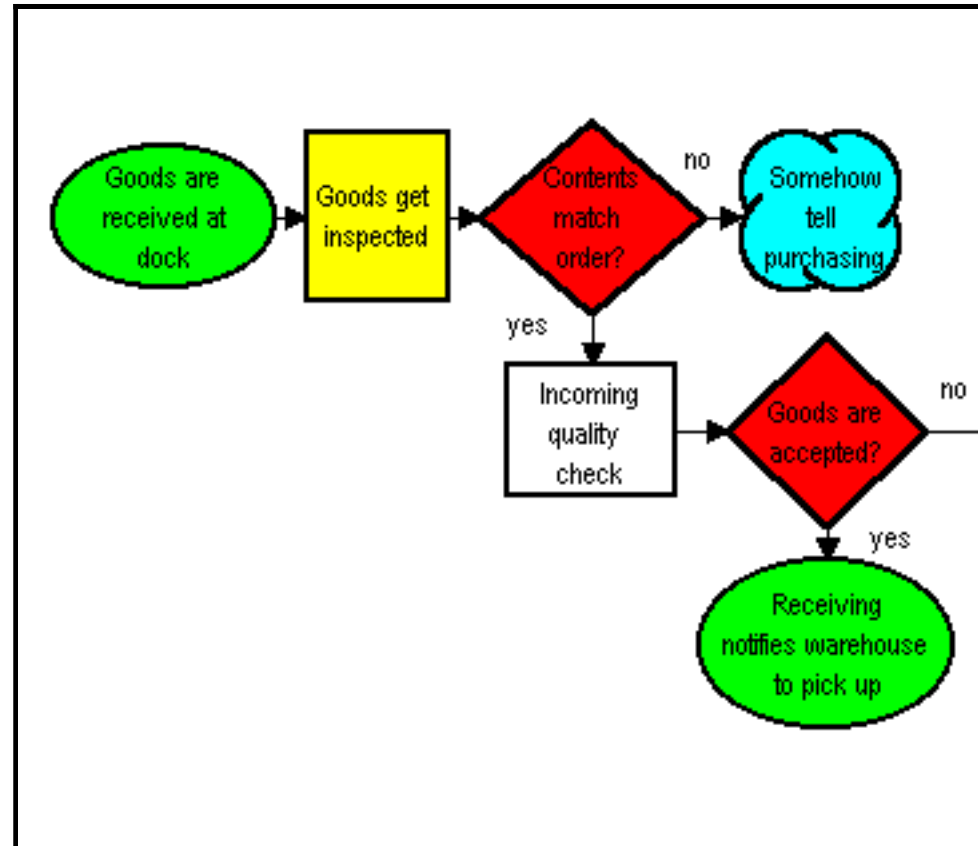 Goods are
received at
dock
Goods get
inspected
Contents
match
order?
no
Somehow
tell
purchasing
yes
Incoming
quality
check
Goods are
accepted?
no
yes
Receiving
notifies warehouse
to pick up